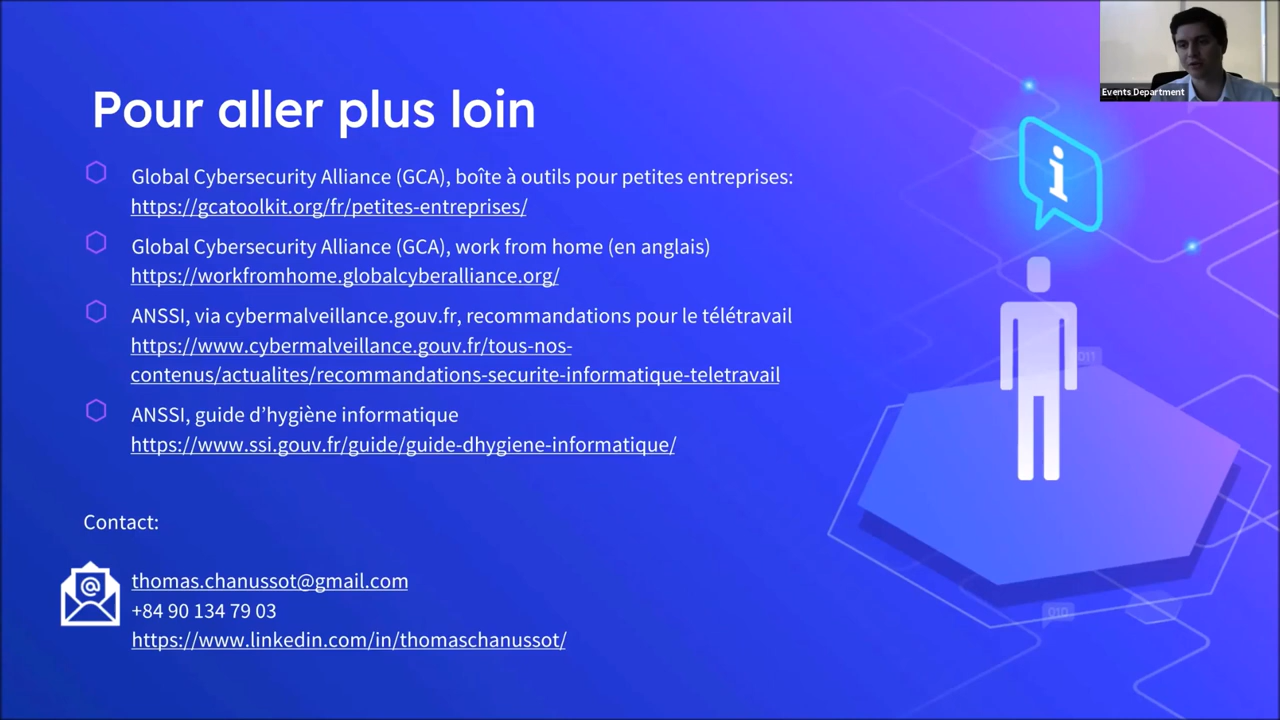 Events Department
Pour aller plus loin
Global Cybersecurity Alliance (GCA), boîte à outils pour petites entreprises:
https://gcatoolkit.org/fr/petites-entreprises/
Global Cybersecurity Alliance (GCA), work from home (en anglais)
https://workfromhome.globalcyberalliance.org/
ANSSI, via cybermalveillance.gouv.fr, recommandations pour le télétravail
https://www.cybermalveillance.gouv.fr/tous-nos-
contenus/actualites/recommandations-securite-informatique-teletravail
ANSSI, guide d’hygiène informatique
https://www.ssi.gouv.fr/guide/guide-dhygiene-informatique/
Contact:
thomas.chanussot@gmail.com
+84 90 134 79 03
https://www.linkedin.com/in/thomaschanussot/
i
@
011
010